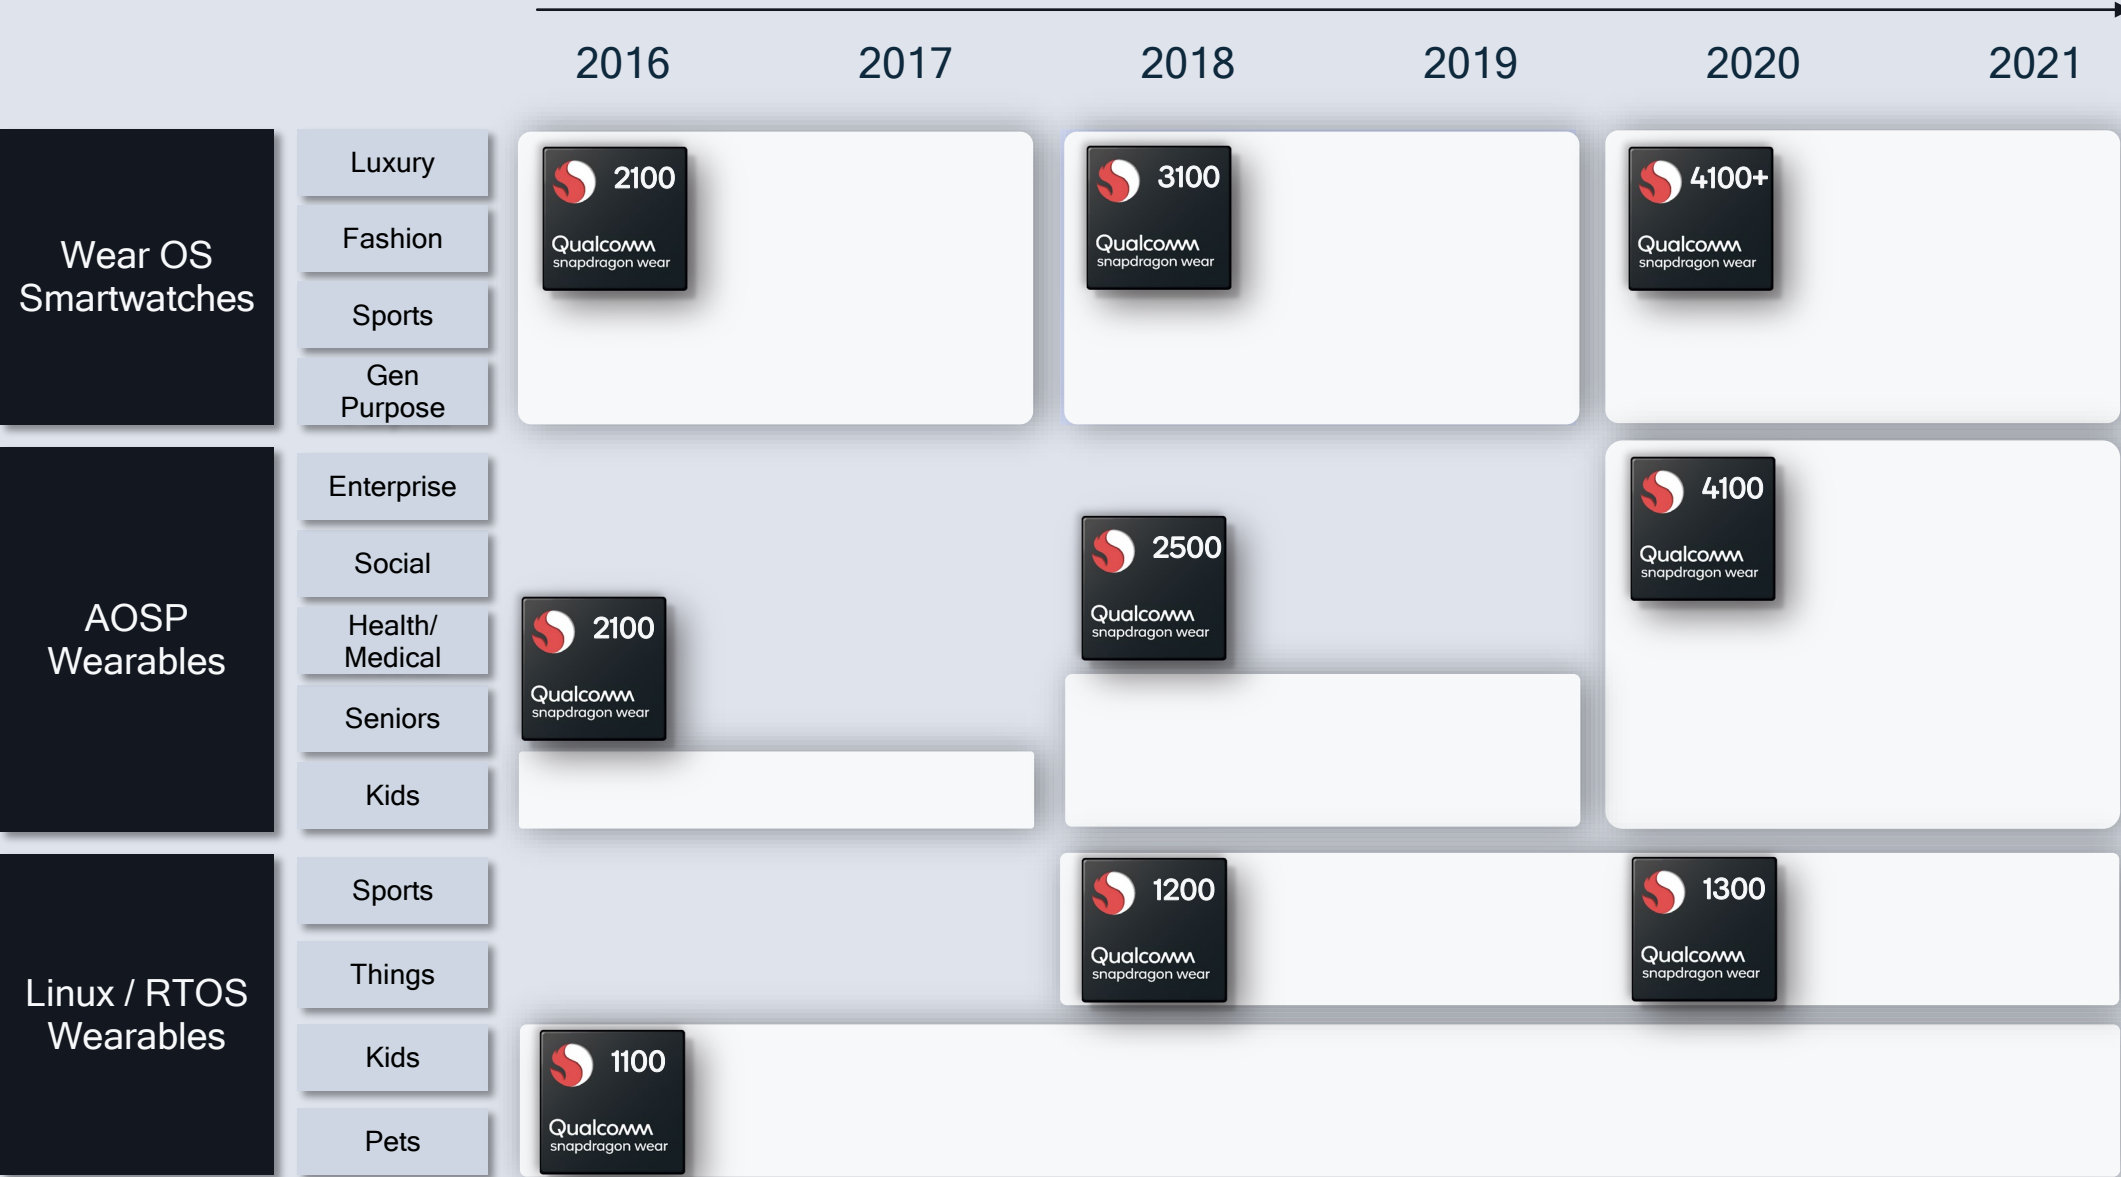 2016 2017 2018 2019 2020 2021
Wear OS
Smartwatches
Luxury
Fashion
Sports
Gen
Purpose
2100
Qualcomm
snapdragon wear
3100
Qualcomm
snapdragon wear
4100+
Qualcomm
snapdragon wear
AOSP
Wearables
Enterprise
Social
Health/
Medical
Seniors
Kids
2100
Qualcomm
snapdragon wear
2500
Qualcomm
snapdragon wear
4100
Qualcomm
snapdragon wear
Linux / RTOS
Wearables
Sports
Things
Kids
Pets
1200
Qualcomm
snapdragon wear
1300
Qualcomm
snapdragon wear
1100
Qualcomm
snapdragon wear